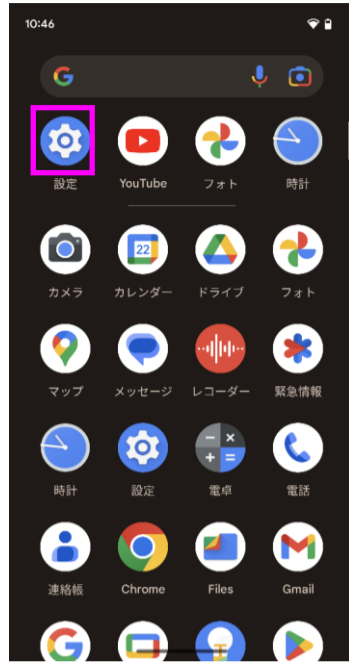 10:46
設定 YouTube フォト 時計
22
カメラ カレンダー ドライブ フォト
マップ メッセージ レコーダー 緊急情報
時計 設定 電卓 電話
連絡帳 Chrome Files Gmail